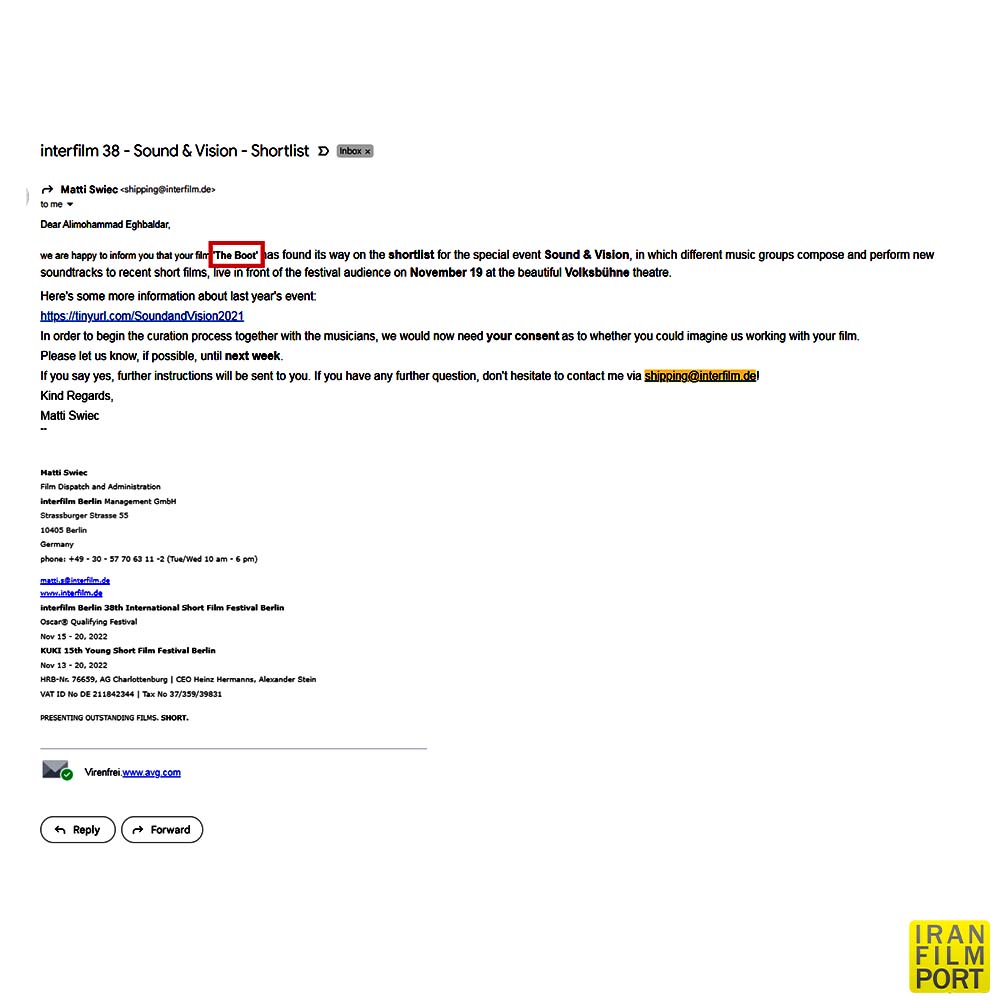 interfilm 38 - Sound & Vision - Shortlist Inbox ×
Matti Swiec <shipping@interfilm.de>
to me
Dear Alimohammad Eghbaldar,
we are happy to inform you that your film 'The Boot' has found its way on the shortlist for the special event Sound & Vision, in which different music groups compose and perform new
soundtracks to recent short films, live in front of the festival audience on November 19 at the beautiful Volksbühne theatre.
Here's some more information about last year's event:
https://tinyurl.com/SoundandVision2021
In order to begin the curation process together with the musicians, we would now need your consent as to whether you could imagine us working with your film.
Please let us know, if possible, until next week.
If you say yes, further instructions will be sent to you. If you have any further question, don't hesitate to contact me via shipping@interfilm.de!
Kind Regards,
Matti Swiec
--
Matti Swiec
Film Dispatch and Administration
interfilm Berlin Management GmbH
Strassburger Strasse 55
10405 Berlin
Germany
phone: +49 - 30 - 57 70 63 11 -2 (Tue/Wed 10 am - 6 pm)
matti.s@interfilm.de
www.interfilm.de
interfilm Berlin 38th International Short Film Festival Berlin
Oscar® Qualifying Festival
Nov 15 - 20, 2022
KUKI 15th Young Short Film Festival Berlin
Nov 13 - 20, 2022
HRB-Nr. 76659, AG Charlottenburg | CEO Heinz Hermanns, Alexander Stein
VAT ID No DE 211842344 | Tax No 37/359/39831
PRESENTING OUTSTANDING FILMS. SHORT.
Virenfrei.www.avg.com
Reply Forward
IRAN
FILM
PORT